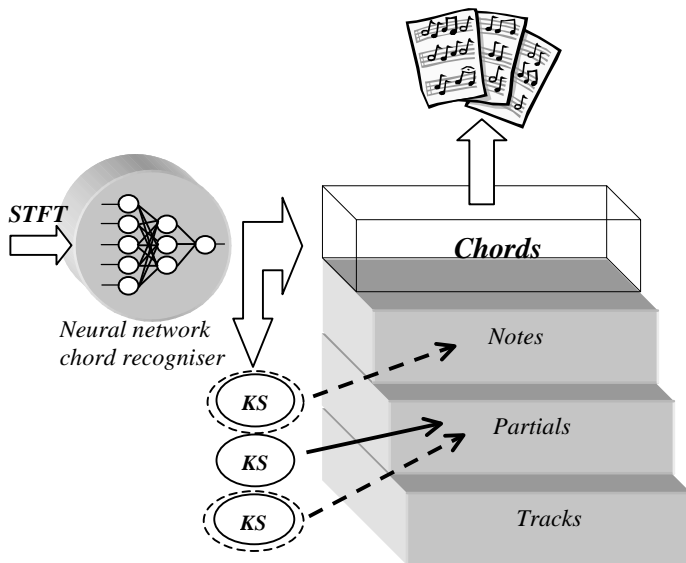 STFT
Neural network
chord recogniser
Chords
Notes
KS
Partials
KS
KS
Tracks